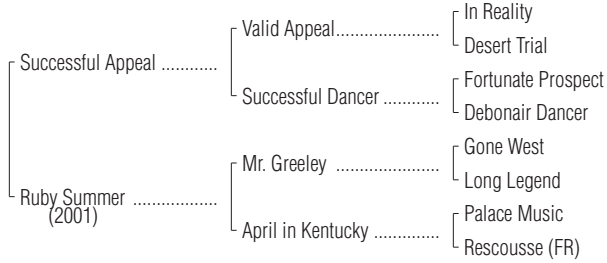 In Reality
Valid Appeal....................
Desert Trial
Successful Appeal ............
Fortunate Prospect
Successful Dancer ............
Debonair Dancer
Gone West
Mr. Greeley ....................
Long Legend
Ruby Summer ..................
(2001)
Palace Music
April in Kentucky ..............
Rescousse (FR)